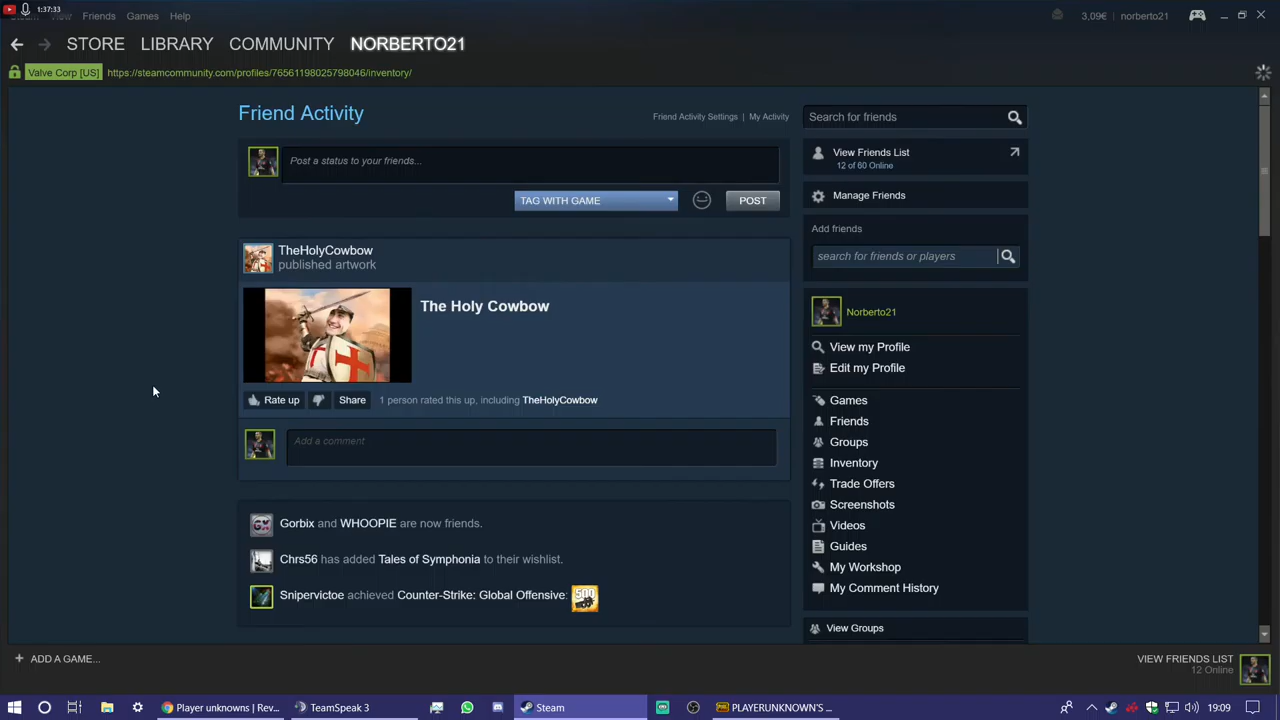 1:37:33
View Friends Games Help
3,09€ norberto21
STORE LIBRARY COMMUNITY NORBERTO21
Valve Corp [US] https://steamcommunity.com/profiles/76561198025798046/inventory/
Friend Activity
Friend Activity Settings | My Activity
Post a status to your friends...
TAG WITH GAME
POST
TheHolyCowbow
published artwork
The Holy Cowbow
Rate up
Share
1 person rated this up, including TheHolyCowbow
Add a comment
Gorbix and WHOOPIE are now friends.
Chrs56 has added Tales of Symphonia to their wishlist.
Snipervictoe achieved Counter-Strike: Global Offensive: 500
Search for friends
View Friends List
12 of 60 Online
Manage Friends
Add friends
search for friends or players
Norberto21
View my Profile
Edit my Profile
Games
Friends
Groups
Inventory
Trade Offers
Screenshots
Videos
Guides
My Workshop
My Comment History
View Groups
+ ADD A GAME...
VIEW FRIENDS LIST
12 Online
Player unknowns | Rev...
TeamSpeak 3
Steam
PLAYERUNKNOWN'S ...
19:09